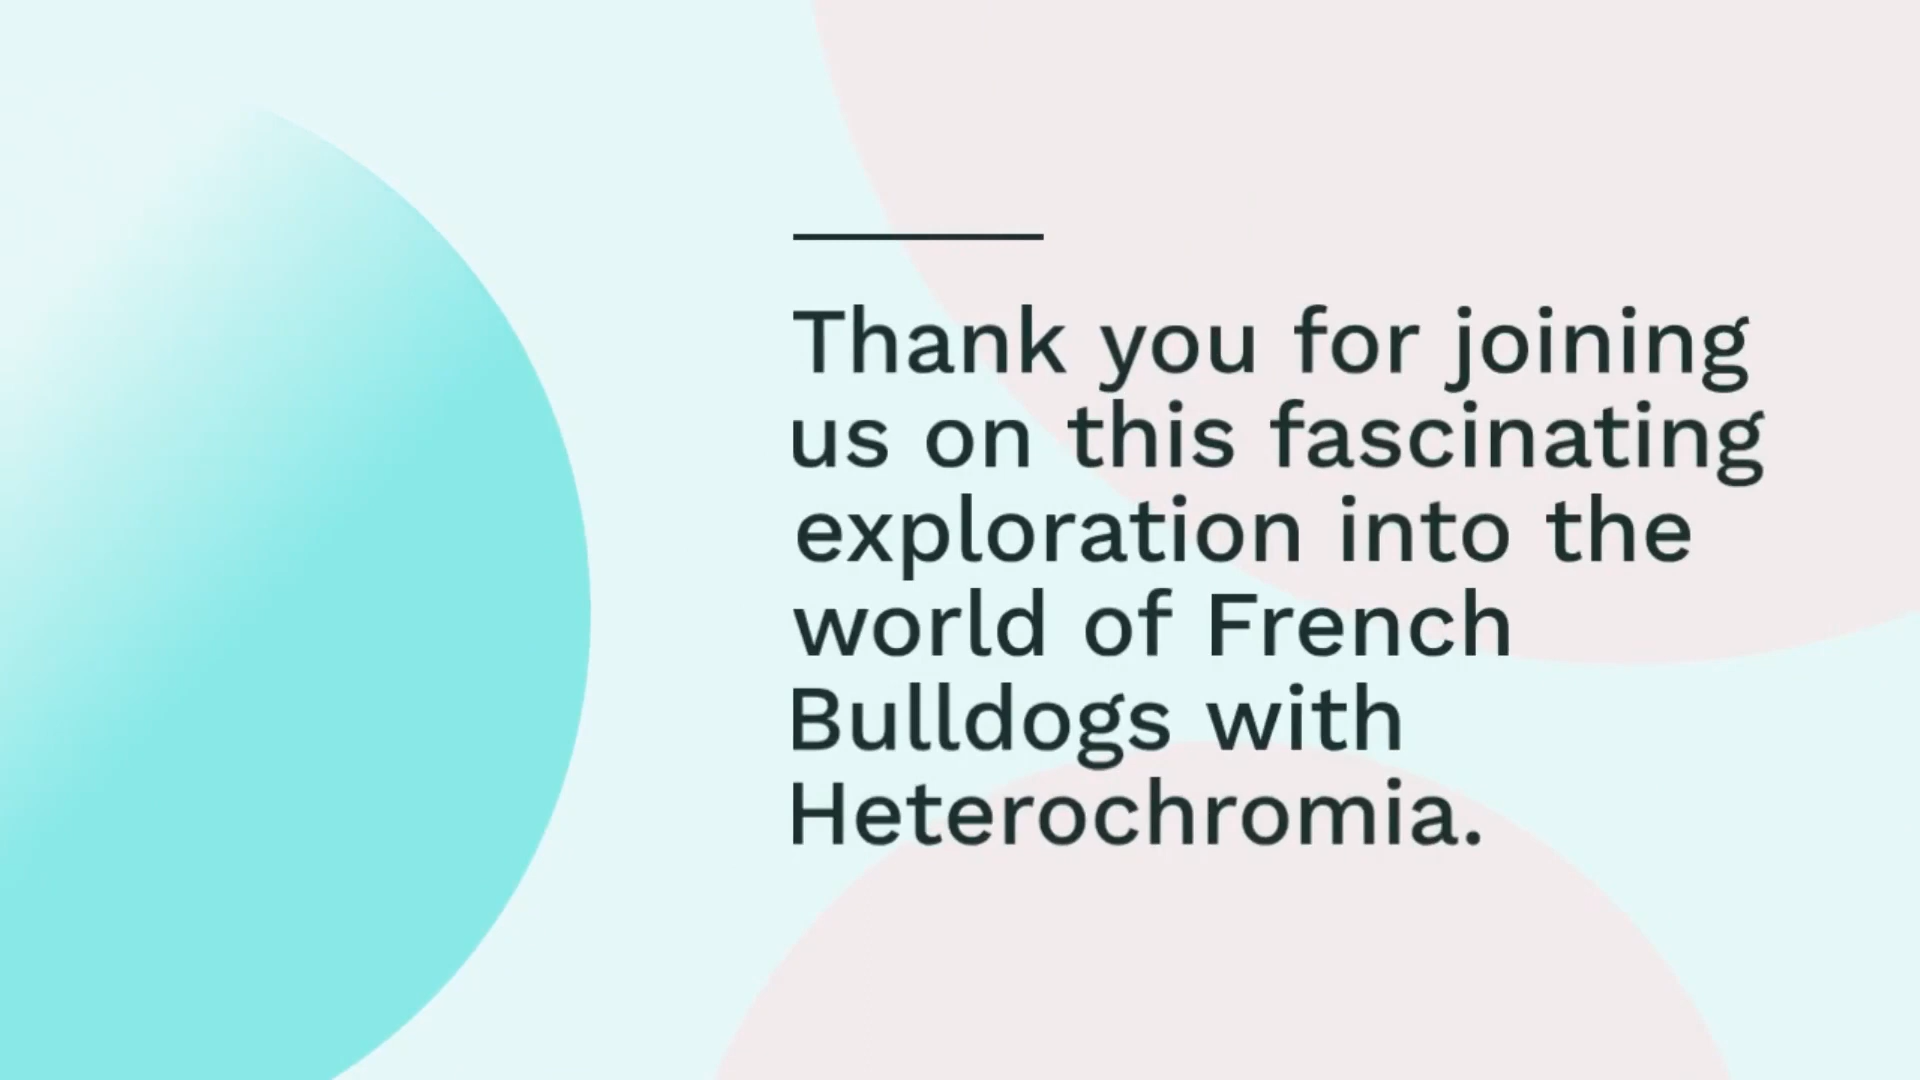 Thank you for joining
us on this fascinating
exploration into the
world of French
Bulldogs with
Heterochromia.